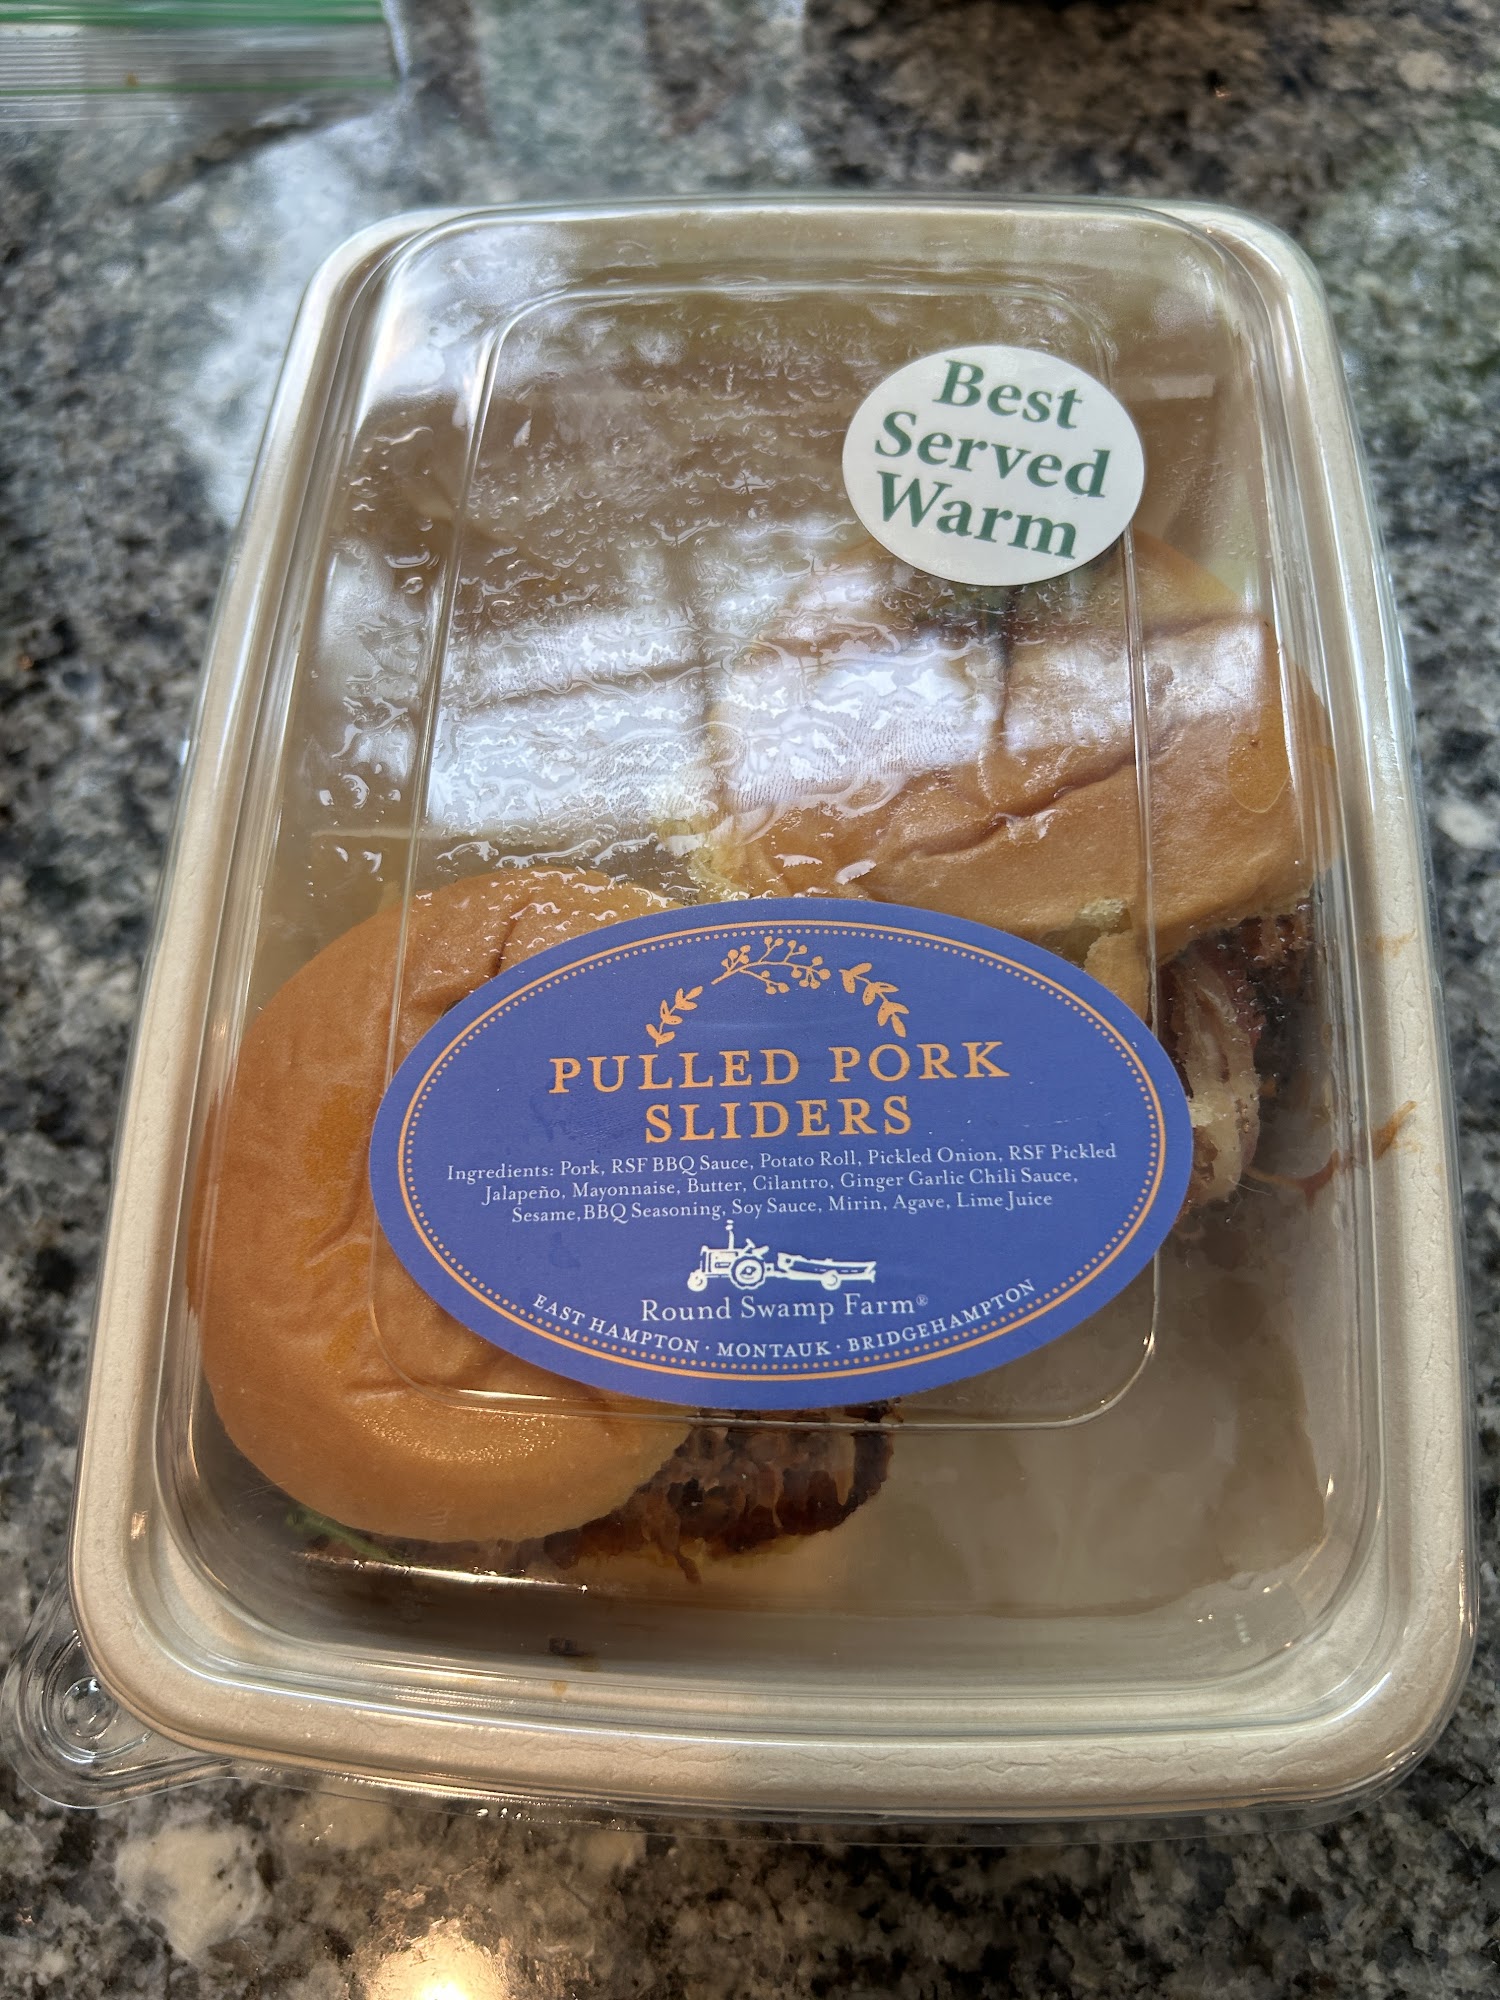 Best
Served
Warm
PULLED PORK
SLIDERS
Ingredients: Pork, RSF BBQ Sauce, Potato Roll, Pickled Onion, RSF Pickled
Jalapeño, Mayonnaise, Butter, Cilantro, Ginger Garlic Chili Sauce,
Sesame, BBQ Seasoning, Soy Sauce, Mirin, Agave, Lime Juice
Round Swamp Farm®
EAST HAMPTON · MONTAUK · BRIDGEHAMPTON